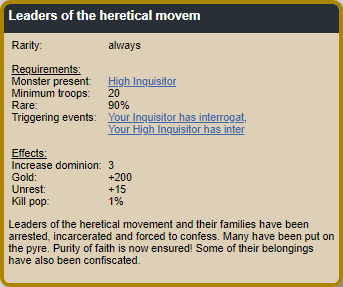 Leaders of the heretical movem
Rarity: always
Requirements:
Monster present: High Inquisitor
Minimum troops: 20
Rare: 90%
Triggering events: Your Inquisitor has interrogat,
Your High Inquisitor has inter
Effects:
Increase dominion: 3
Gold: +200
Unrest: +15
Kill pop: 1%
Leaders of the heretical movement and their families have been
arrested, incarcerated and forced to confess. Many have been put on
the pyre. Purity of faith is now ensured! Some of their belongings
have also been confiscated.